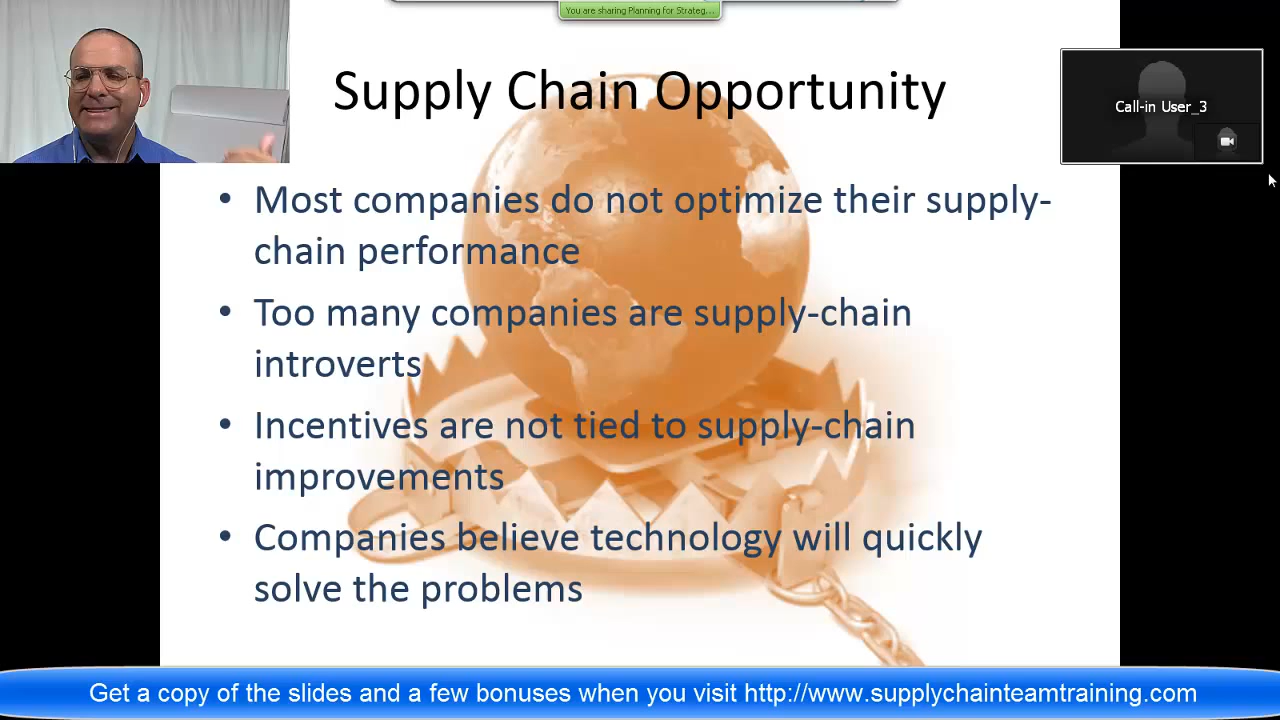 You are sharing Planning for Strateg...
Supply Chain Opportunity
Call-in User_3
• Most companies do not optimize their supply-
chain performance
• Too many companies are supply-chain
introverts
• Incentives are not tied to supply-chain
improvements
• Companies believe technology will quickly
solve the problems
Get a copy of the slides and a few bonuses when you visit http://www.supplychainteamtraining.com